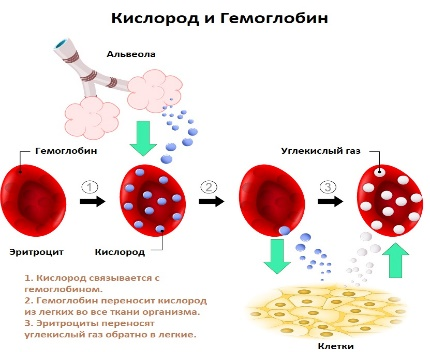 Кислород и Гемоглобин
Альвеола
Гемоглобин
Углекислый газ
1
2
3
Эритроцит
Кислород
1. Кислород связывается с
гемоглобином.
2. Гемоглобин переносит кислород
из легких во все ткани организма.
3. Эритроциты переносят
углекислый газ обратно в легкие.
Клетки